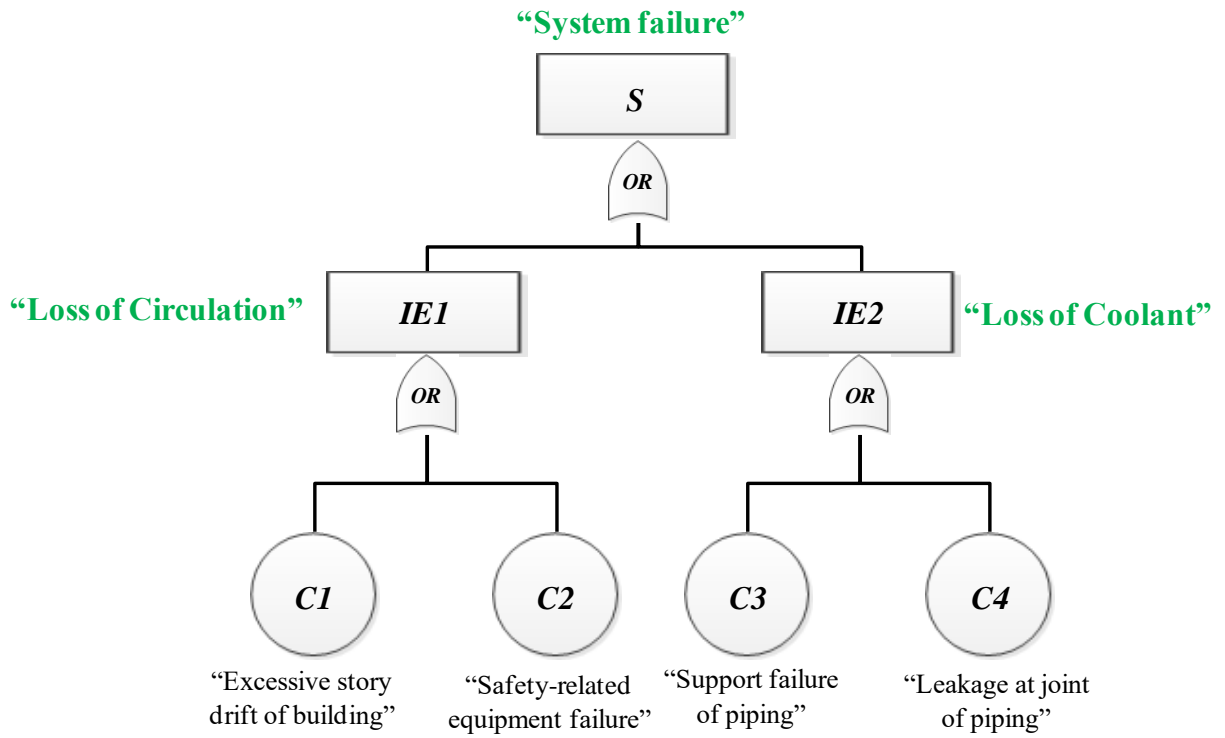 “System failure”
S
OR
“Loss of Circulation”
IE1
IE2
“Loss of Coolant”
OR
OR
C1
C2
C3
C4
“Excessive story
drift of building”
“Safety-related
equipment failure”
“Support failure
of piping”
“Leakage at joint
of piping”